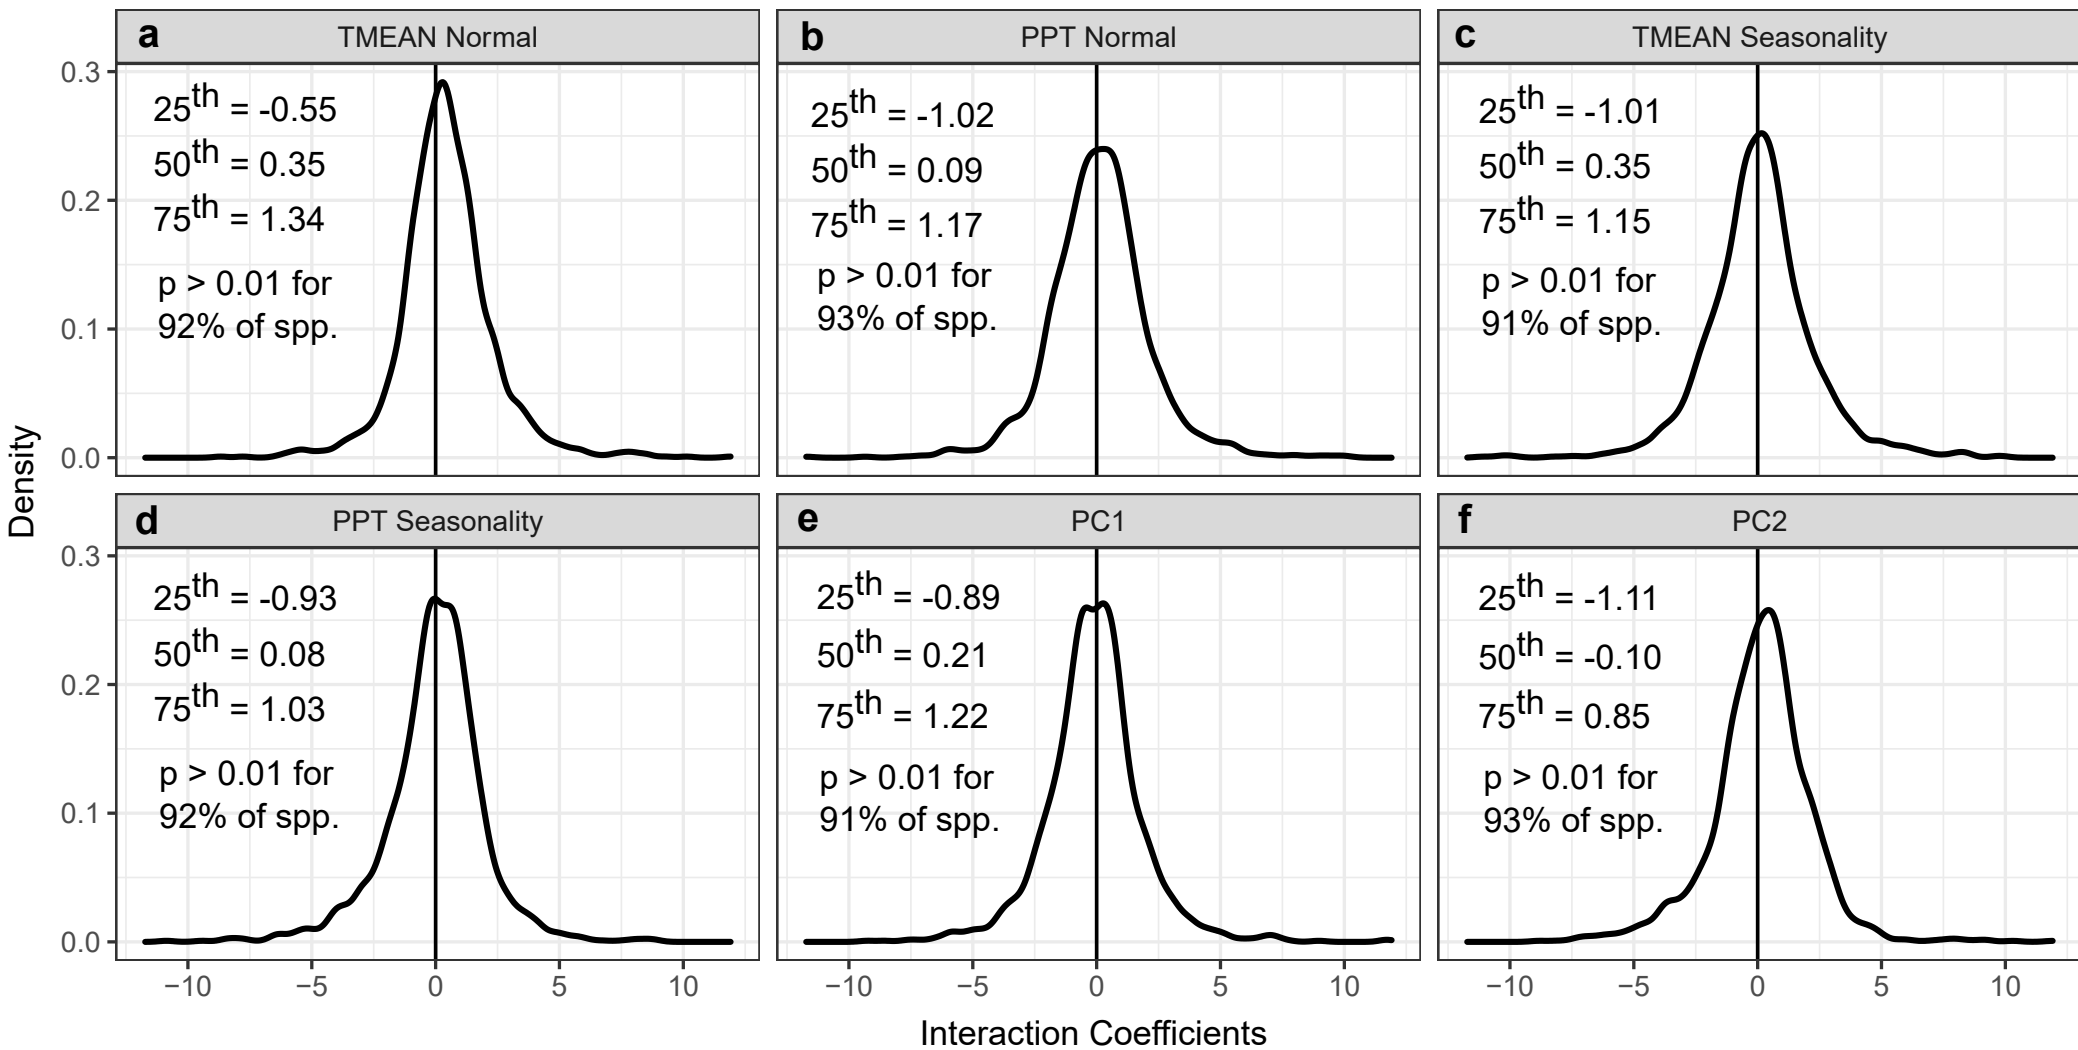 a TMEAN Normal
b PPT Normal
c TMEAN Seasonality
0.3
0.2
0.1
0.0
25th = -0.55
50th = 0.35
75th = 1.34
p > 0.01 for
92% of spp.
25th = -1.02
50th = 0.09
75th = 1.17
p > 0.01 for
93% of spp.
25th = -1.01
50th = 0.35
75th = 1.15
p > 0.01 for
91% of spp.
Density
d PPT Seasonality
e PC1
f PC2
0.3
0.2
0.1
0.0
25th = -0.93
50th = 0.08
75th = 1.03
p > 0.01 for
92% of spp.
25th = -0.89
50th = 0.21
75th = 1.22
p > 0.01 for
91% of spp.
25th = -1.11
50th = -0.10
75th = 0.85
p > 0.01 for
93% of spp.
−10 −5 0 5 10
−10 −5 0 5 10
−10 −5 0 5 10
Interaction Coefficients